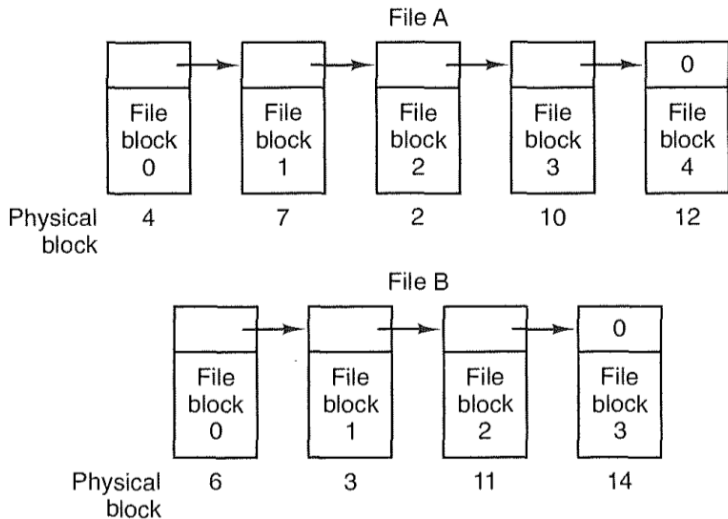 File A
0
File block 0
File block 1
File block 2
File block 3
File block 4
Physical block
4 7 2 10 12
File B
0
File block 0
File block 1
File block 2
File block 3
Physical block
6 3 11 14